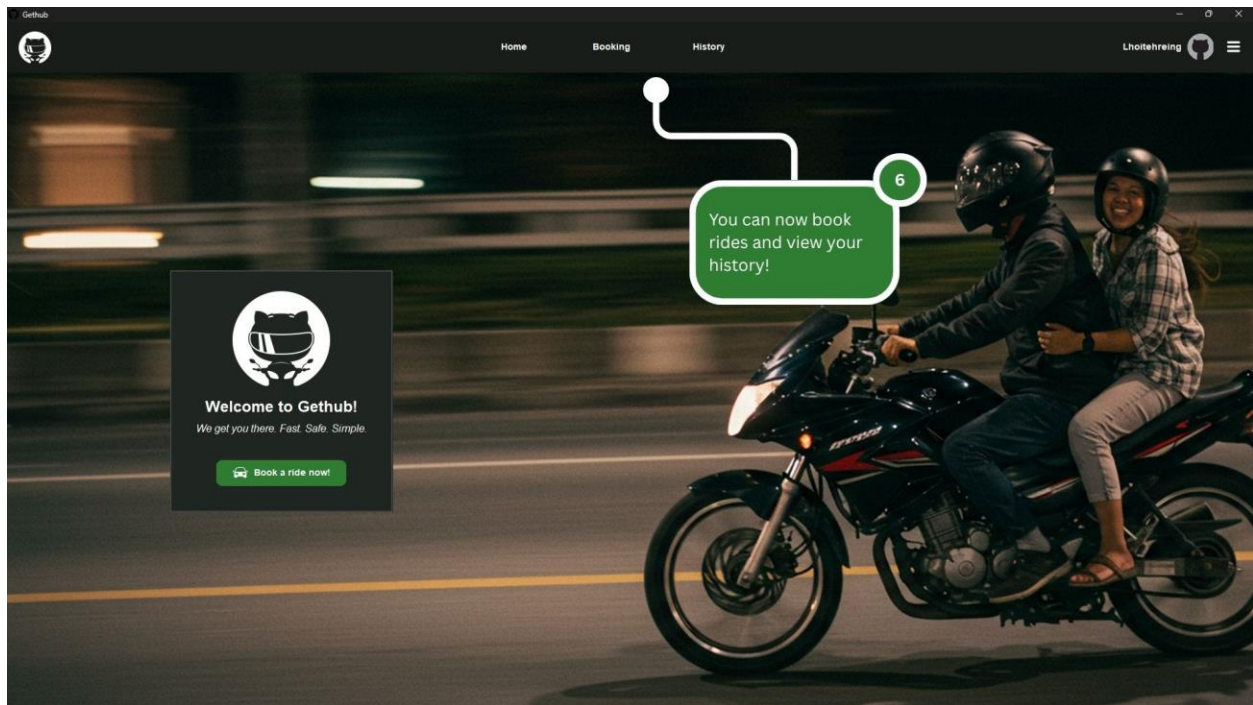 Gethub
Home
Booking
History
Lhoitehreing
6
You can now book
rides and view your
history!
Welcome to Gethub!
We get you there. Fast. Safe. Simple.
Book a ride now!